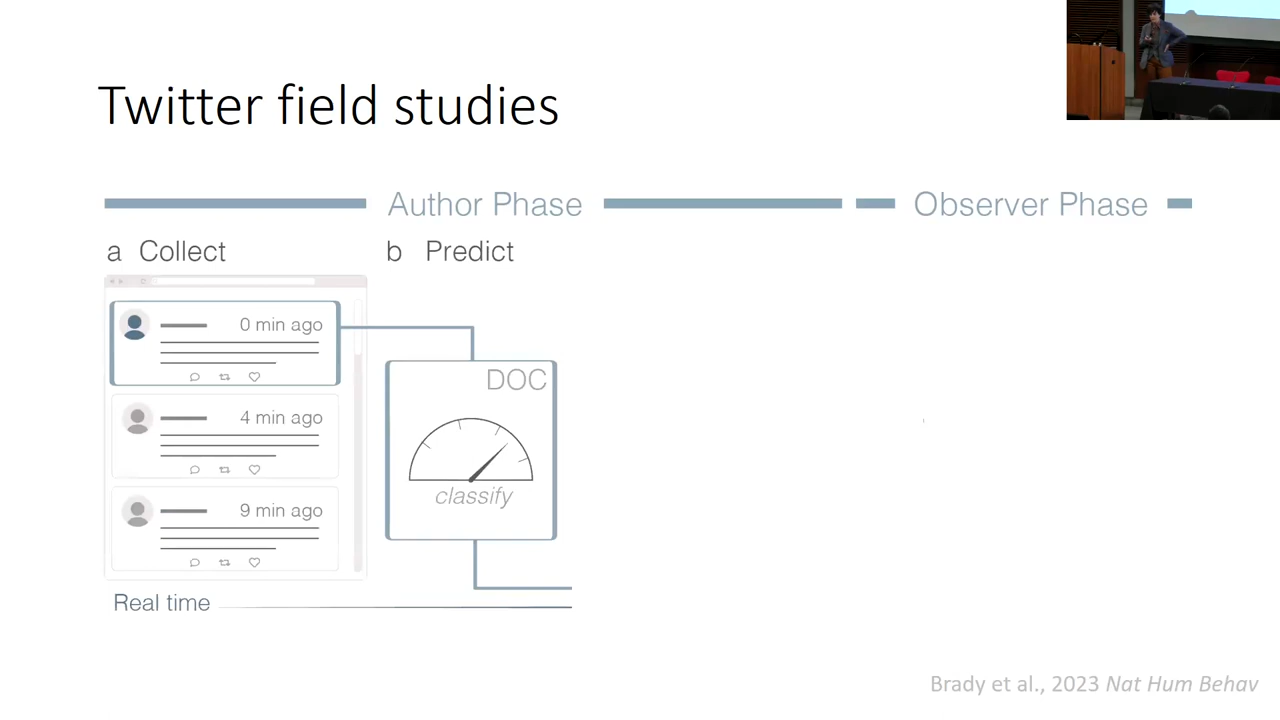 Twitter field studies
Author Phase
Observer Phase
a Collect
b Predict
0 min ago
4 min ago
9 min ago
DOC
classify
Real time
Brady et al., 2023 Nat Hum Behav